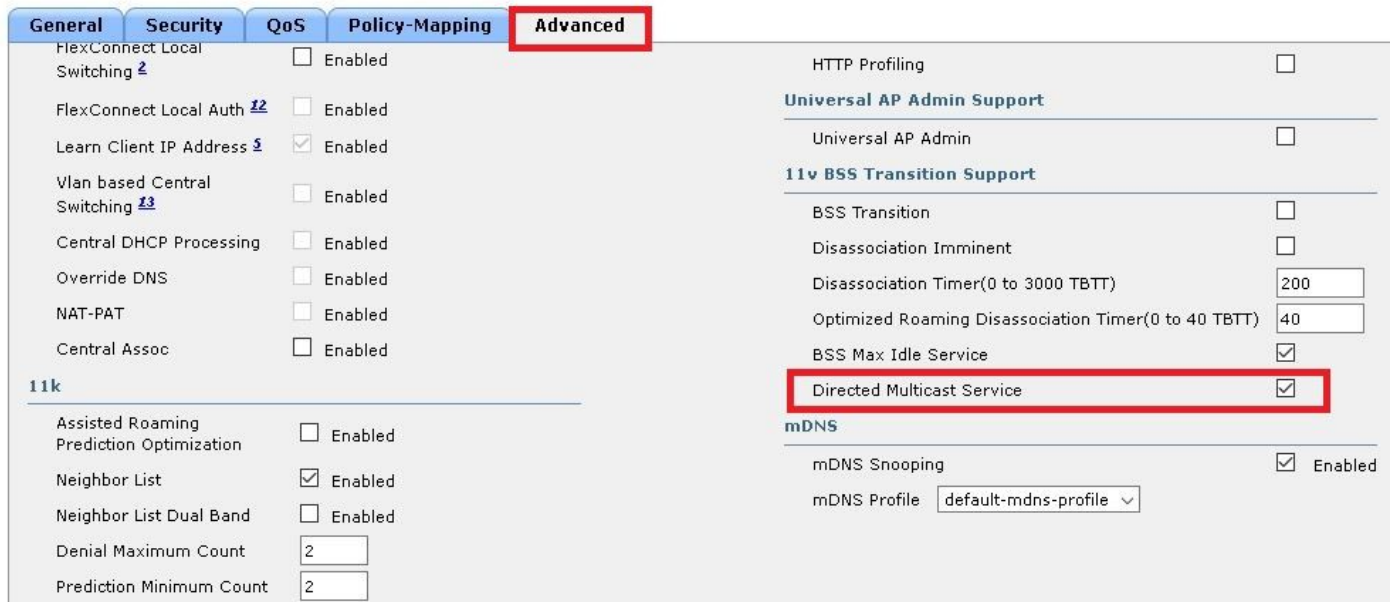 General Security QoS Policy-Mapping Advanced
FlexConnect Local
Switching 2 Enabled
FlexConnect Local Auth 12 Enabled
Learn Client IP Address 5 Enabled
Vlan based Central
Switching 13 Enabled
Central DHCP Processing Enabled
Override DNS Enabled
NAT-PAT Enabled
Central Assoc Enabled
11k
Assisted Roaming
Prediction Optimization Enabled
Neighbor List Enabled
Neighbor List Dual Band Enabled
Denial Maximum Count 2
Prediction Minimum Count 2
HTTP Profiling
Universal AP Admin Support
Universal AP Admin
11v BSS Transition Support
BSS Transition
Disassociation Imminent
Disassociation Timer(0 to 3000 TBTT) 200
Optimized Roaming Disassociation Timer(0 to 40 TBTT) 40
BSS Max Idle Service
Directed Multicast Service
mDNS
mDNS Snooping Enabled
mDNS Profile default-mdns-profile